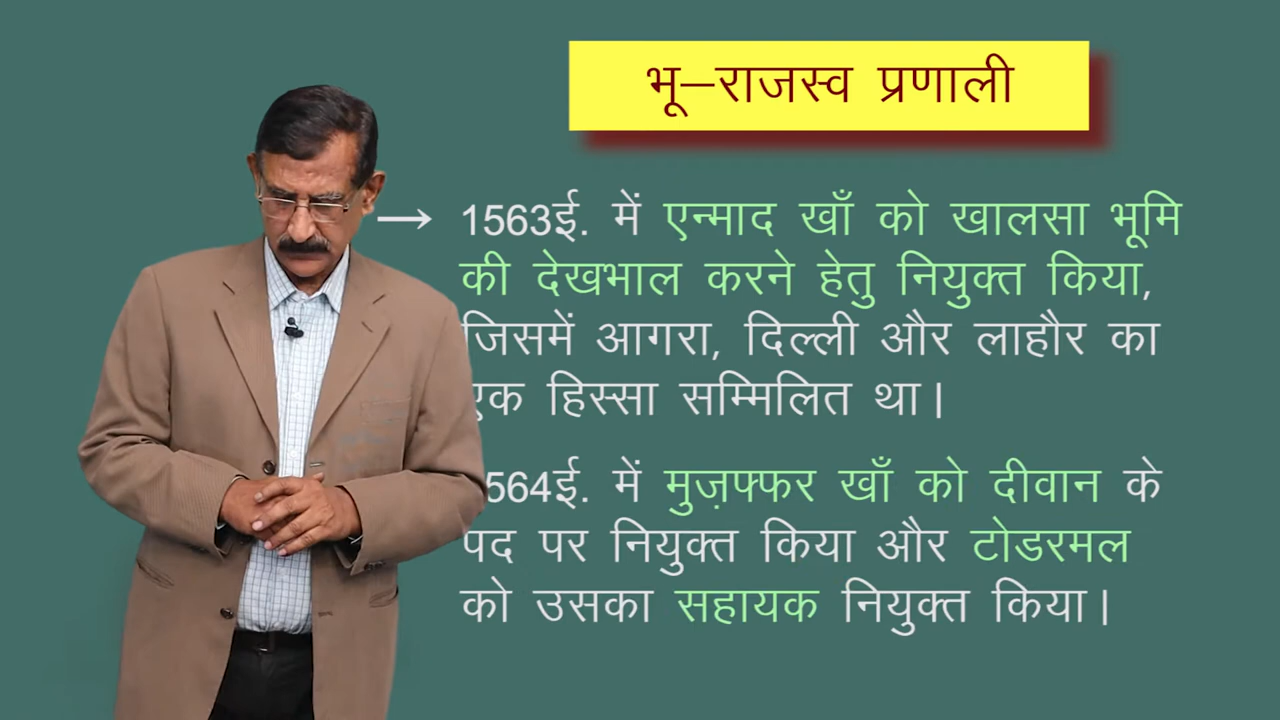 भू–राजस्व प्रणाली
→ 1563ई. में एन्माद खाँ को खालसा भूमि
की देखभाल करने हेतु नियुक्त किया,
जिसमें आगरा, दिल्ली और लाहौर का
एक हिस्सा सम्मिलित था।
564ई. में मुज़फ्फर खाँ को दीवान के
पद पर नियुक्त किया और टोडरमल
को उसका सहायक नियुक्त किया।